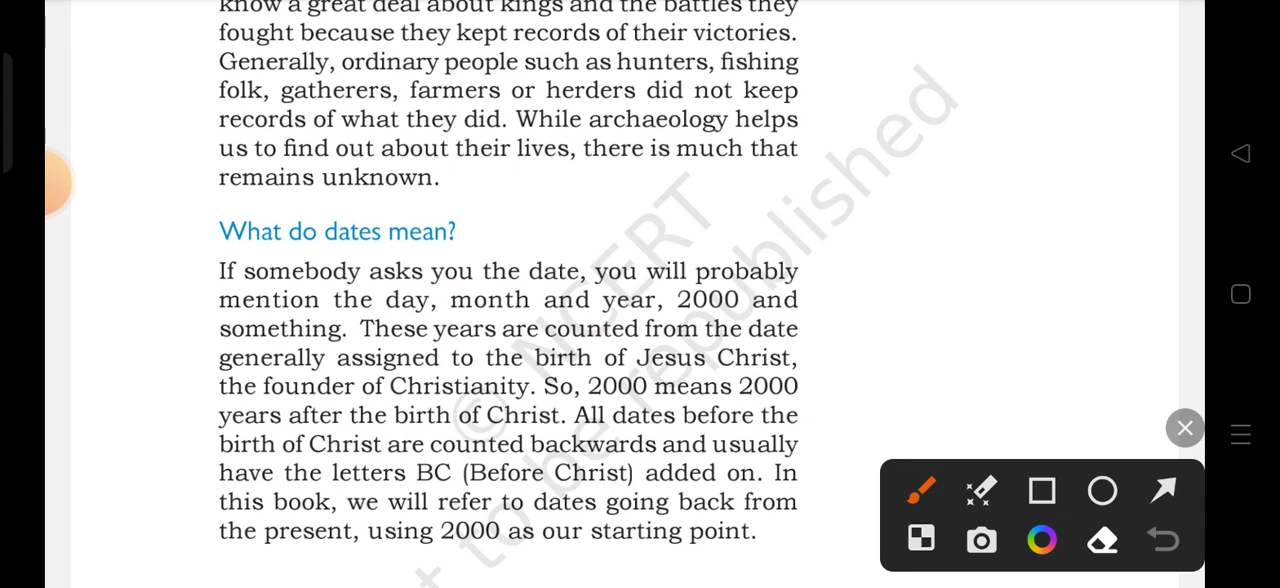 know a great deal about kings and the battles they
fought because they kept records of their victories.
Generally, ordinary people such as hunters, fishing
folk, gatherers, farmers or herders did not keep
records of what they did. While archaeology helps
us to find out about their lives, there is much that
remains unknown.
What do dates mean?
If somebody asks you the date, you will probably
mention the day, month and year, 2000 and
something. These years are counted from the date
generally assigned to the birth of Jesus Christ,
the founder of Christianity. So, 2000 means 2000
years after the birth of Christ. All dates before the
birth of Christ are counted backwards and usually
have the letters BC (Before Christ) added on. In
this book, we will refer to dates going back from
the present, using 2000 as our starting point.
© NCERT
to be republished